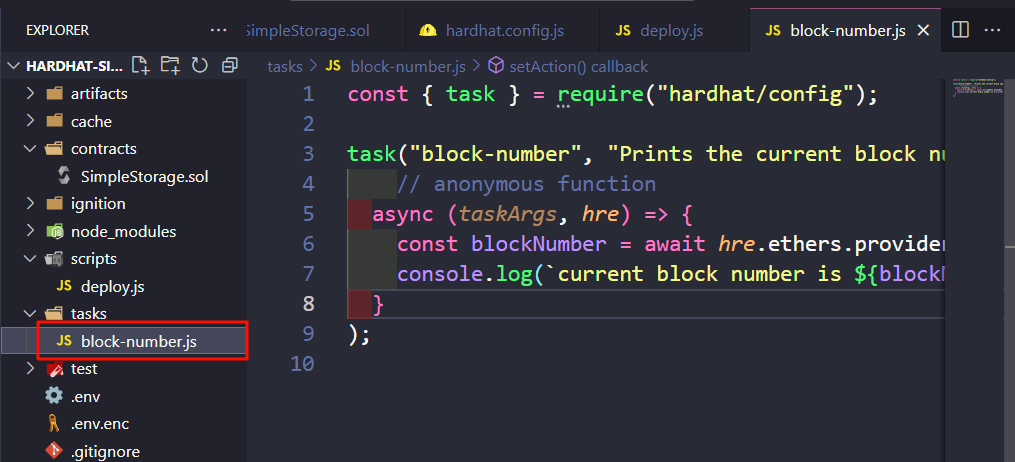 EXPLORER ...
SimpleStorage.sol
hardhat.config.js
JS deploy.js
JS block-number.js
HARDHAT-SI...
artifacts
cache
contracts
SimpleStorage.sol
ignition
node_modules
scripts
JS deploy.js
tasks
JS block-number.js
test
.env
.env.enc
.gitignore
tasks > JS block-number.js > setAction() callback
1 const { task } = require("hardhat/config");
2
3 task("block-number", "Prints the current block
4 // anonymous function
5 async (taskArgs, hre) => {
6 const blockNumber = await hre.ethers.provider
7 console.log(`current block number is ${block
8 }
9 );
10